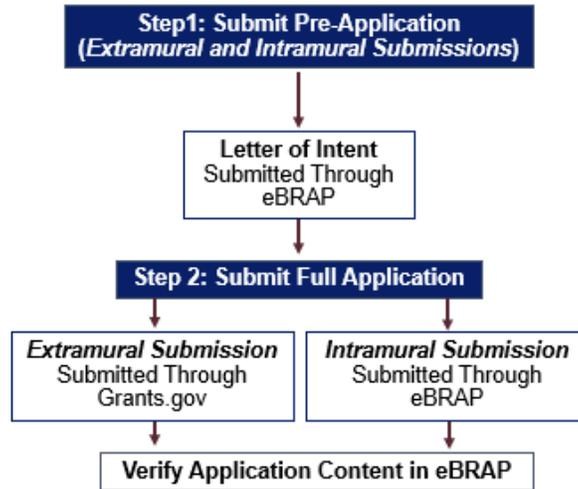 Step1: Submit Pre-Application
(Extramural and Intramural Submissions)
Letter of Intent
Submitted Through
eBRAP
Step 2: Submit Full Application
Extramural Submission
Submitted Through
Grants.gov
Intramural Submission
Submitted Through
eBRAP
Verify Application Content in eBRAP